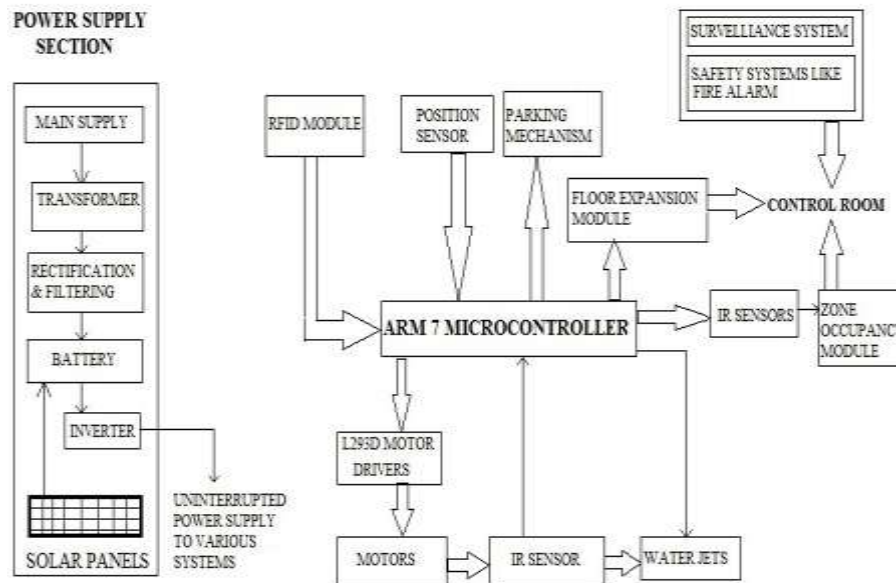 POWER SUPPLY
SECTION
MAIN SUPPLY
TRANSFORMER
RECTIFICATION
& FILTERING
BATTERY
INVERTER
SOLAR PANELS
UNINTERRUPTED
POWER SUPPLY
TO VARIOUS
SYSTEMS
RFID MODULE
POSITION
SENSOR
PARKING
MECHANISM
SURVELLIANCE SYSTEM
SAFETY SYSTEMS LIKE
FIRE ALARM
FLOOR EXPANSION
MODULE
CONTROL ROOM
ARM 7 MICROCONTROLLER
IR SENSORS
ZONE
OCCUPANCY
MODULE
L293D MOTOR
DRIVERS
MOTORS
IR SENSOR
WATER JETS